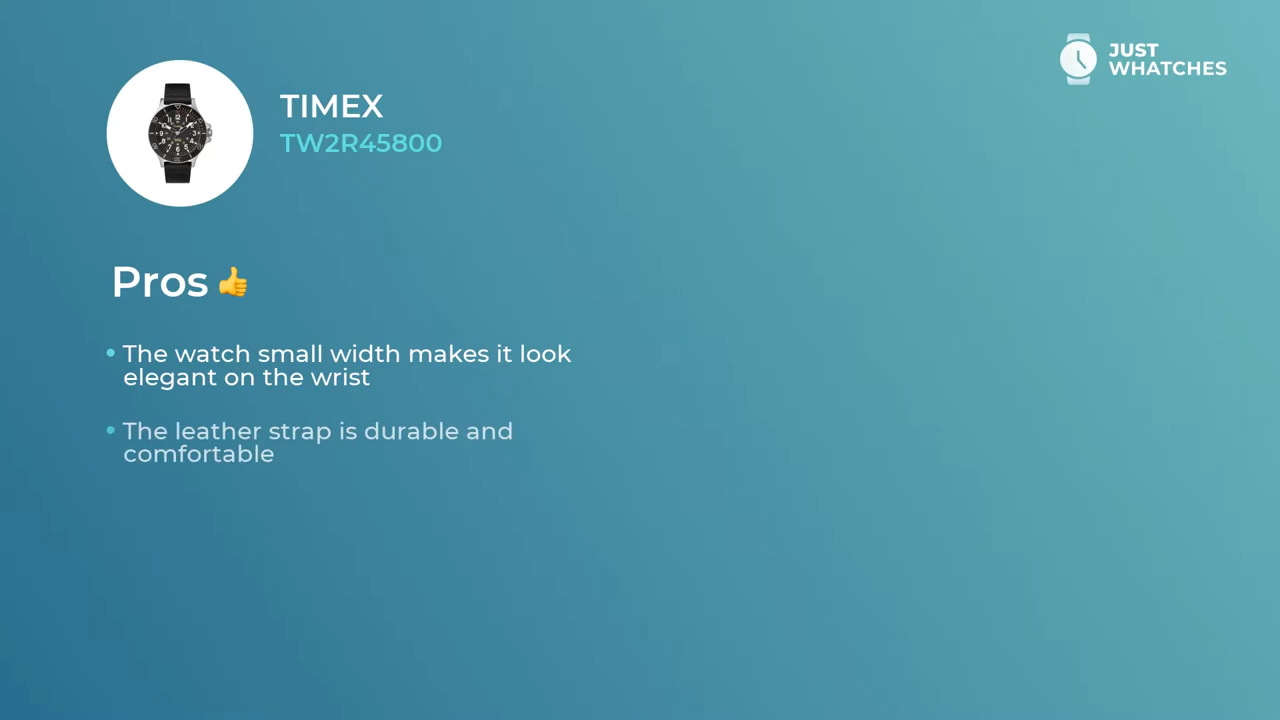 JUST
WHATCHES
TIMEX
TW2R45800
Pros 👍
• The watch small width makes it look
elegant on the wrist
• The leather strap is durable and
comfortable